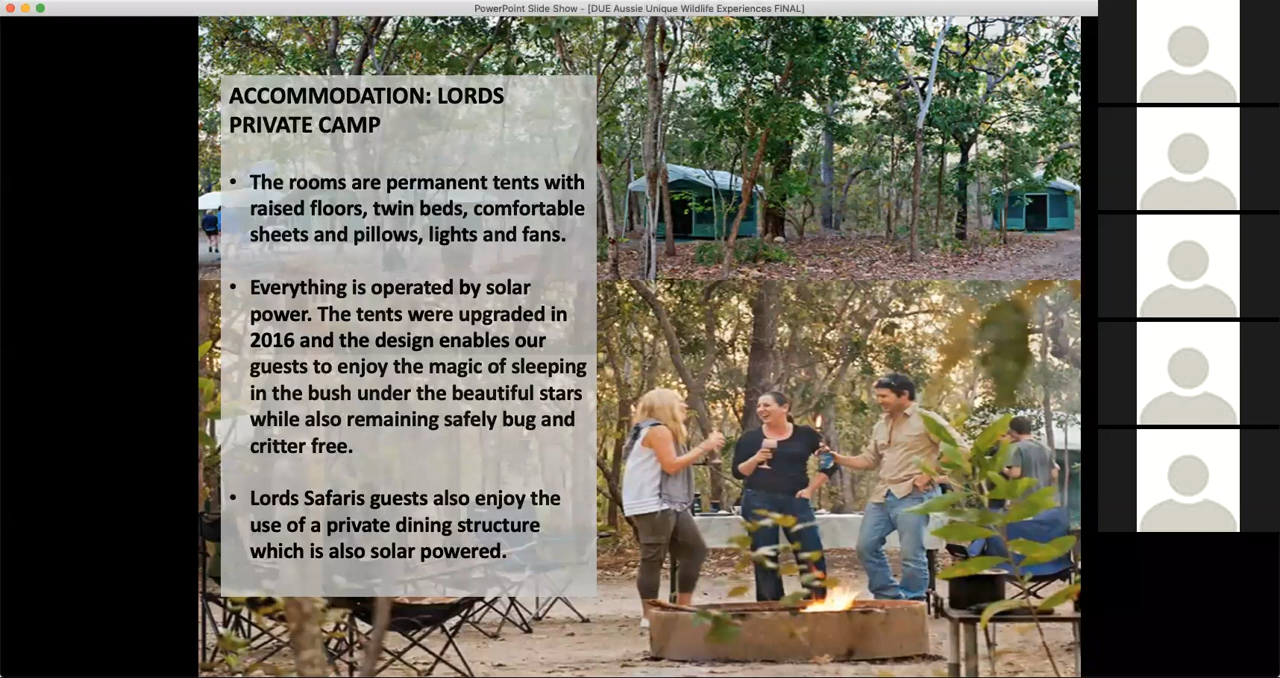 PowerPoint Slide Show - [DUE Aussie Unique Wildlife Experiences FINAL]
ACCOMMODATION: LORDS
PRIVATE CAMP
• The rooms are permanent tents with
raised floors, twin beds, comfortable
sheets and pillows, lights and fans.
• Everything is operated by solar
power. The tents were upgraded in
2016 and the design enables our
guests to enjoy the magic of sleeping
in the bush under the beautiful stars
while also remaining safely bug and
critter free.
• Lords Safaris guests also enjoy the
use of a private dining structure
which is also solar powered.